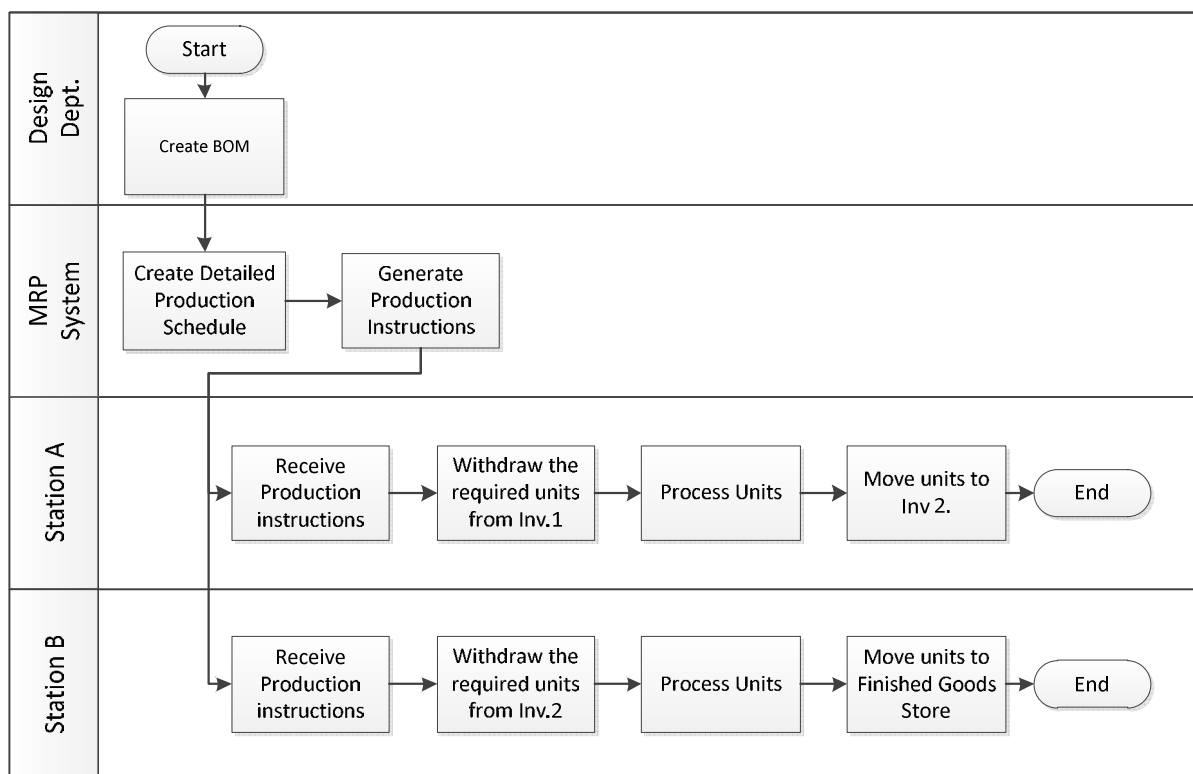 Design
Dept.
Start
Create BOM
MRP
System
Create Detailed
Production
Schedule
Generate
Production
Instructions
Station A
Receive
Production
instructions
Withdraw the
required units
from Inv.1
Process Units
Move units to
Inv 2.
End
Station B
Receive
Production
instructions
Withdraw the
required units
from Inv.2
Process Units
Move units to
Finished Goods
Store
End